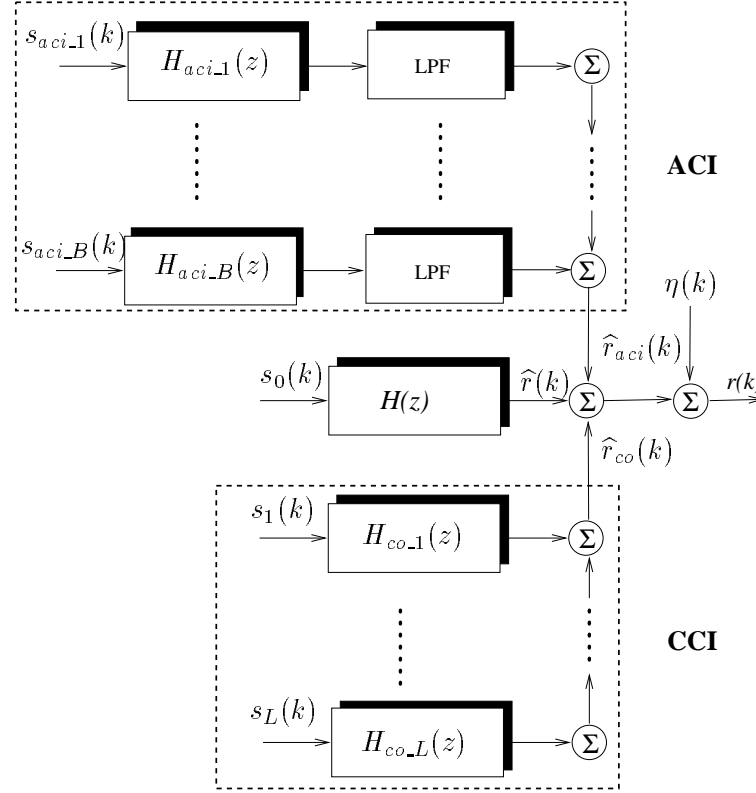 s_{aci_1}(k)
H_{aci_1}(z)
LPF
Σ
ACI
s_{aci_B}(k)
H_{aci_B}(z)
LPF
Σ
η(k)
r̂_{aci}(k)
s_0(k)
H(z)
r̂(k)
Σ
Σ
r(k
r̂_{co}(k)
s_1(k)
H_{co_1}(z)
Σ
CCI
s_L(k)
H_{co_L}(z)
Σ